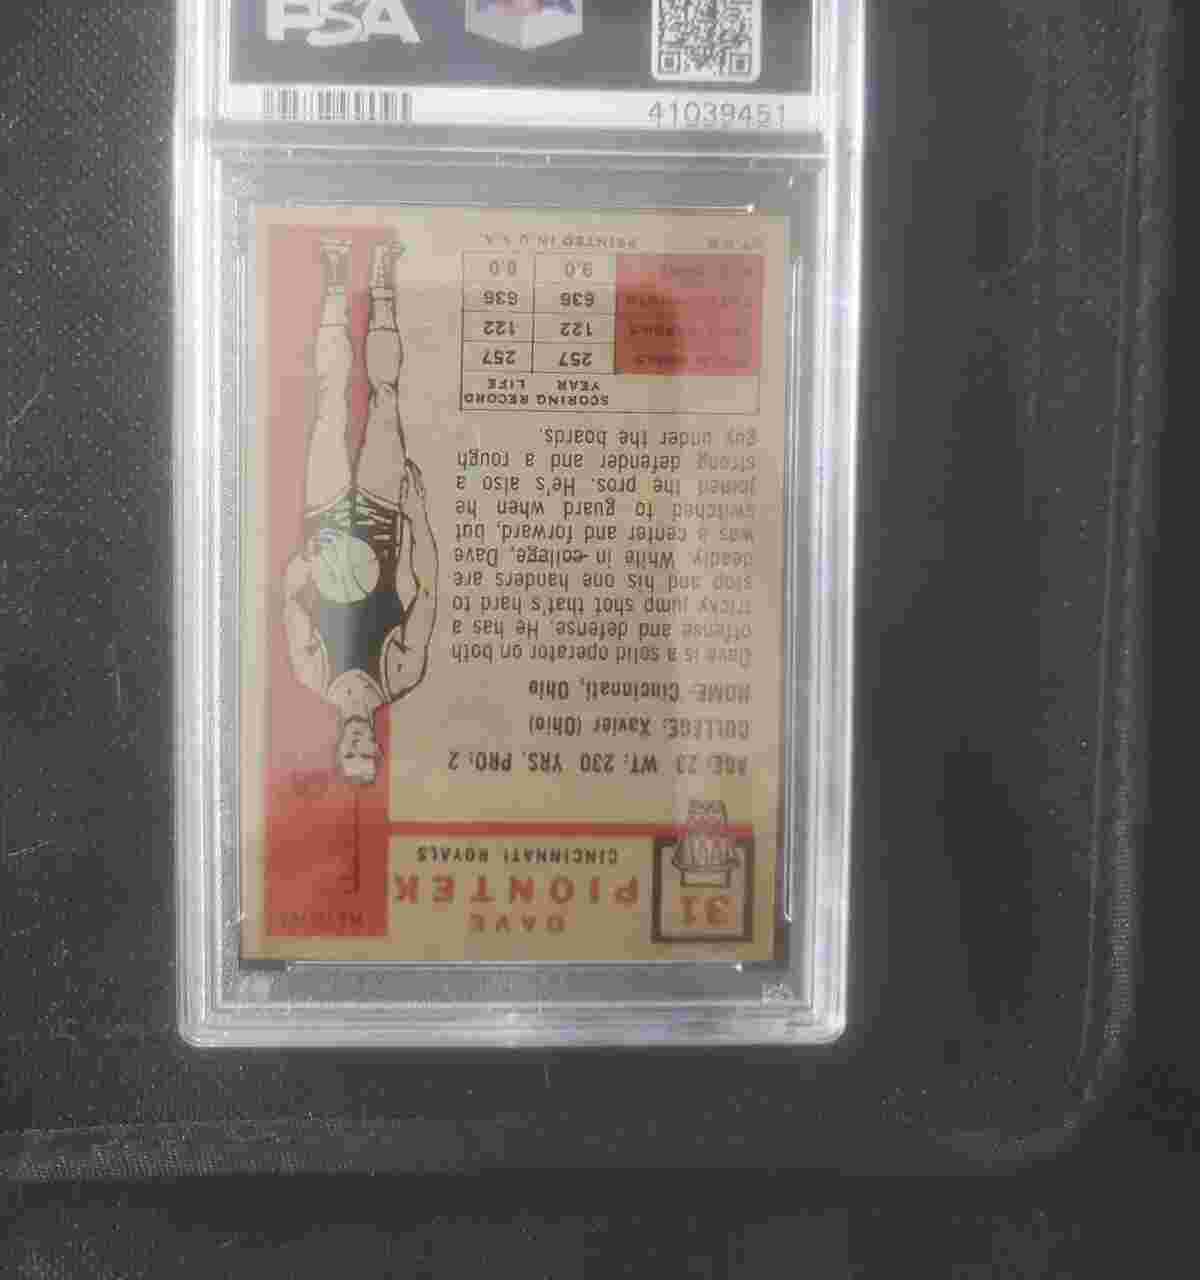 PSA
41039451
31
DAVE
PIONTEK
CINCINNATI ROYALS
AGE: 23 WT: 230 YRS. PRO: 2
COLLEGE: Xavier (Ohio)
HOME: Cincinnati, Ohio
Dave is a solid operator on both
offense and defense. He has a
tricky jump shot that's hard to
stop and his one handers are
deadly. While in college, Dave
was a center and forward, but
switched to guard when he
joined the pros. He's also a
strong defender and a rough
guy under the boards.
SCORING RECORD
YEAR LIFE
257 257
122 122
636 636
9.0
PRINTED IN U.S.A.